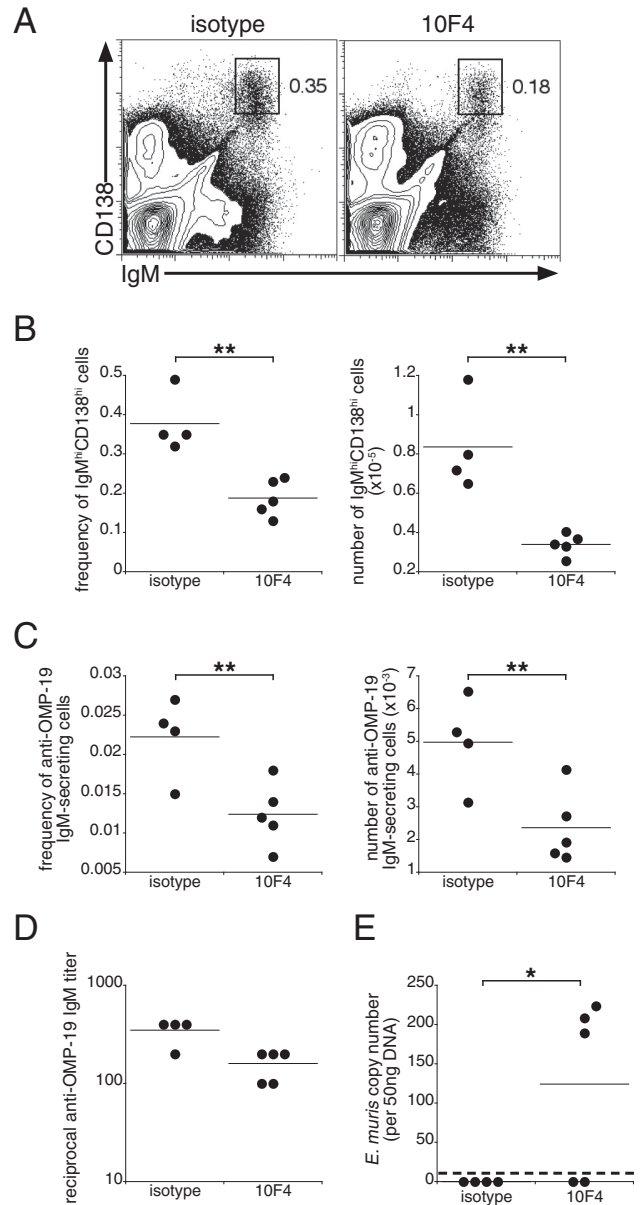 A
isotype
10F4
0.35
0.18
CD138
IgM
B
frequency of IgMhiCD138hi cells
0.5
0.4
0.3
0.2
0.1
0
**
isotype
10F4
number of IgMhiCD138hi cells
(x10-5)
1.2
1
0.8
0.6
0.4
0.2
**
isotype
10F4
C
frequency of anti-OMP-19
IgM-secreting cells
0.03
0.025
0.02
0.015
0.01
0.005
**
isotype
10F4
number of anti-OMP-19
IgM-secreting cells (x10-3)
7
6
5
4
3
2
1
**
isotype
10F4
D
reciprocal anti-OMP-19 IgM titer
1000
100
10
isotype
10F4
E
E. muris copy number
(per 50ng DNA)
250
200
150
100
50
0
*
isotype
10F4